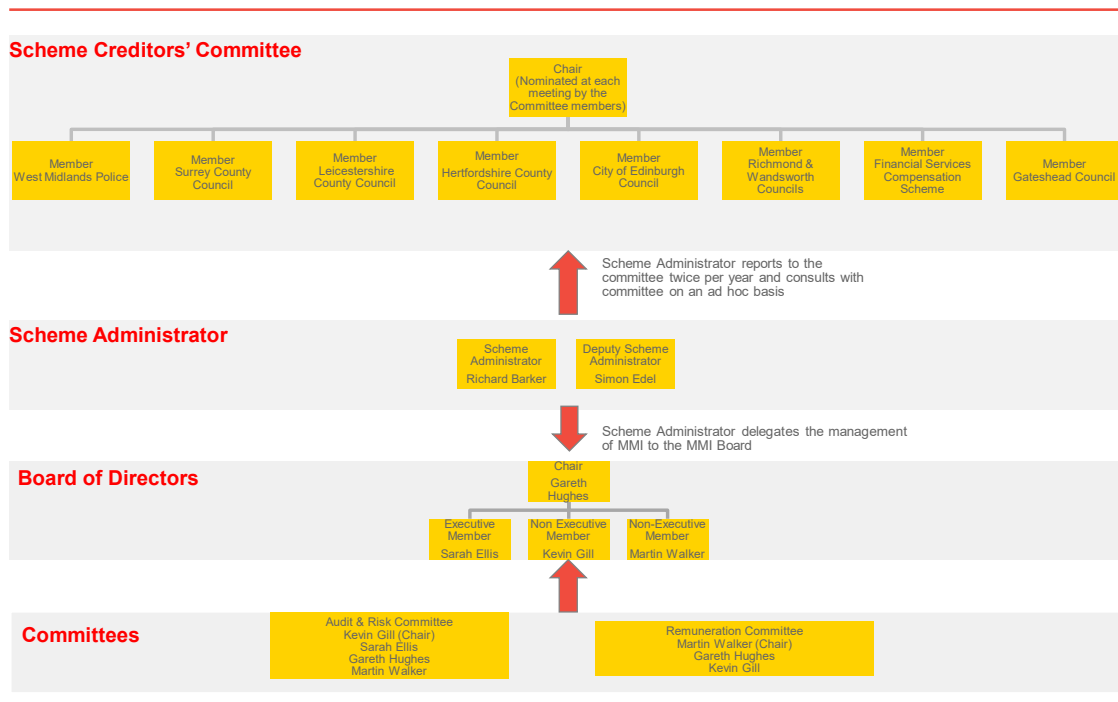 Scheme Creditors’ Committee
Chair
(Nominated at each
meeting by the
Committee members)
Member
West Midlands Police
Member
Surrey County
Council
Member
Leicestershire
County Council
Member
Hertfordshire County
Council
Member
City of Edinburgh
Council
Member
Richmond &
Wandsworth
Councils
Member
Financial Services
Compensation
Scheme
Member
Gateshead Council
Scheme Administrator reports to the
committee twice per year and consults with
committee on an ad hoc basis
Scheme Administrator
Scheme
Administrator
Richard Barker
Deputy Scheme
Administrator
Simon Edel
Scheme Administrator delegates the management
of MMI to the MMI Board
Board of Directors
Chair
Gareth
Hughes
Executive
Member
Sarah Ellis
Non Executive
Member
Kevin Gill
Non-Executive
Member
Martin Walker
Committees
Audit & Risk Committee
Kevin Gill (Chair)
Sarah Ellis
Gareth Hughes
Martin Walker
Remuneration Committee
Martin Walker (Chair)
Gareth Hughes
Kevin Gill